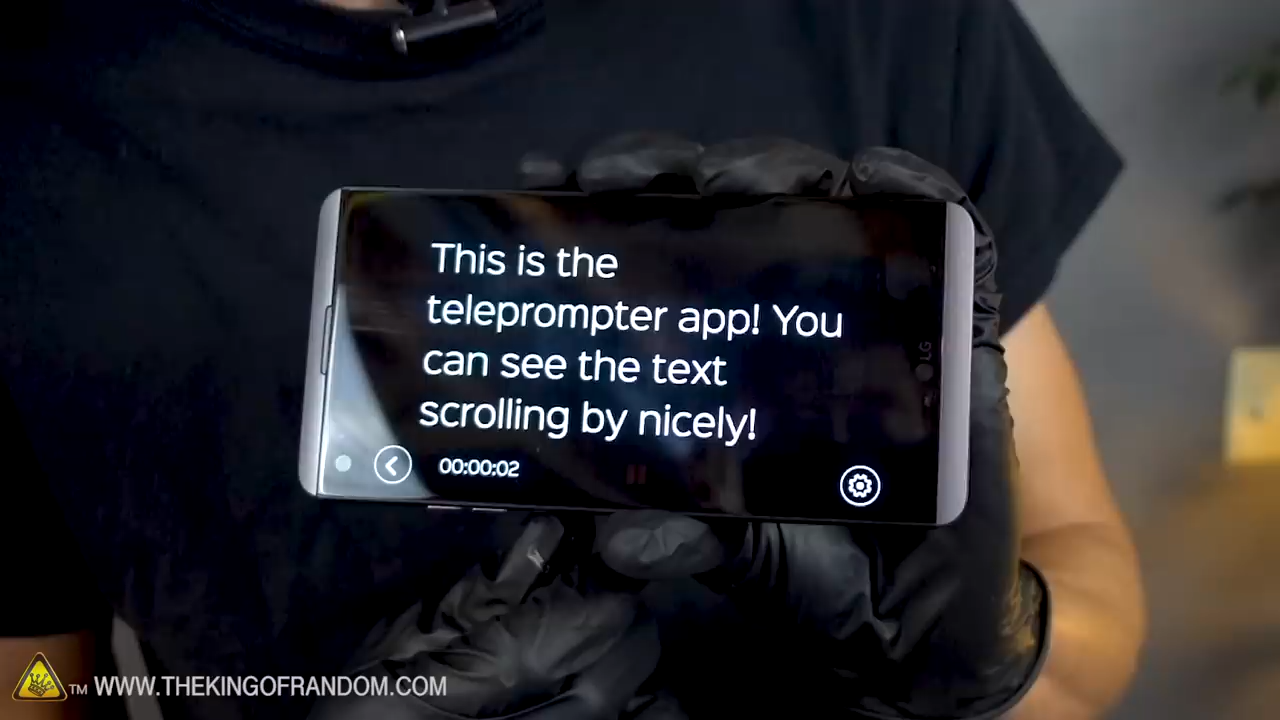 This is the
teleprompter app! You
can see the text
scrolling by nicely!
00:00:02
LG
TM WWW.THEKINGOFRANDOM.COM